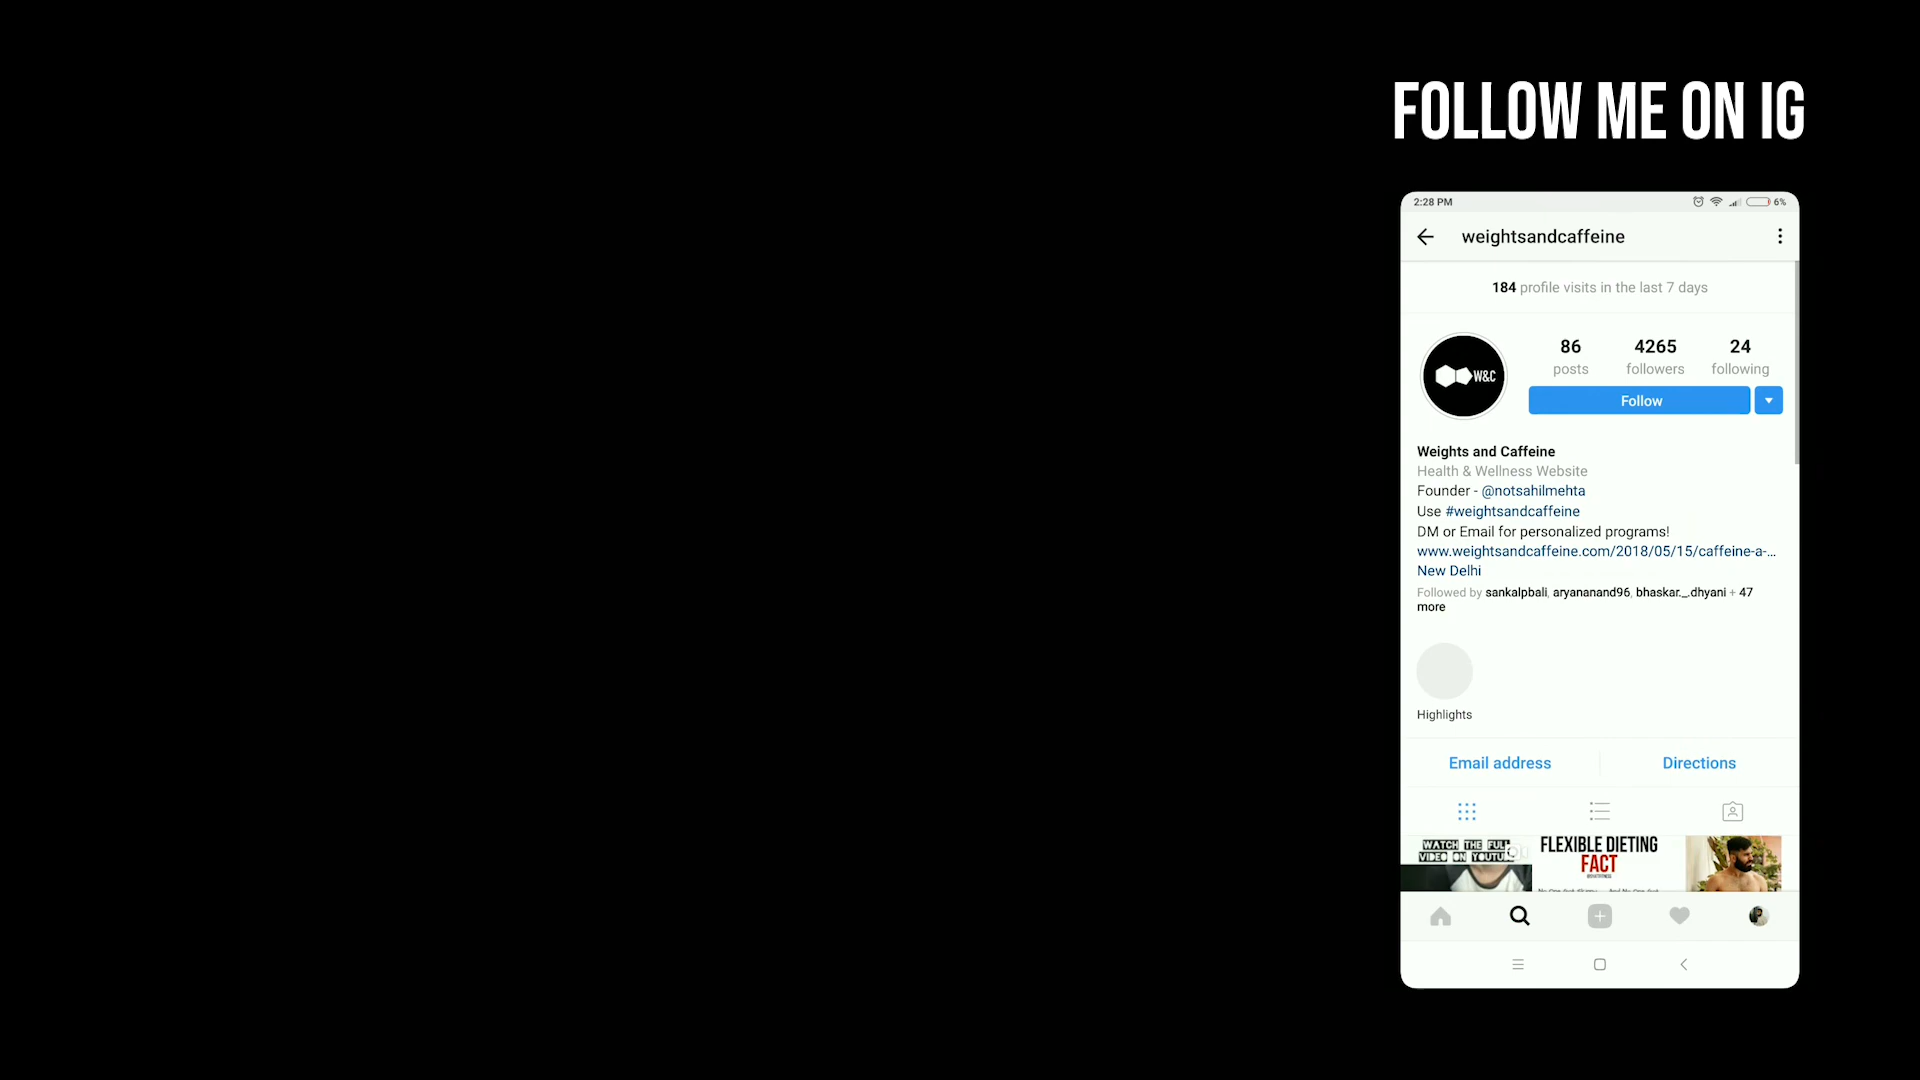 FOLLOW ME ON IG
2:28 PM
6%
weightsandcaffeine
184 profile visits in the last 7 days
86
4265
24
posts
followers
following
W&C
Follow
Weights and Caffeine
Health & Wellness Website
Founder - @notsahilmehta
Use #weightsandcaffeine
DM or Email for personalized programs!
www.weightsandcaffeine.com/2018/05/15/caffeine-a-...
New Delhi
Followed by sankalpbali, aryananand96, bhaskar._.dhyani + 47
more
Highlights
Email address
Directions
WATCH THE FULL
VIDEO ON YOUTUBE
FLEXIBLE DIETING
FACT